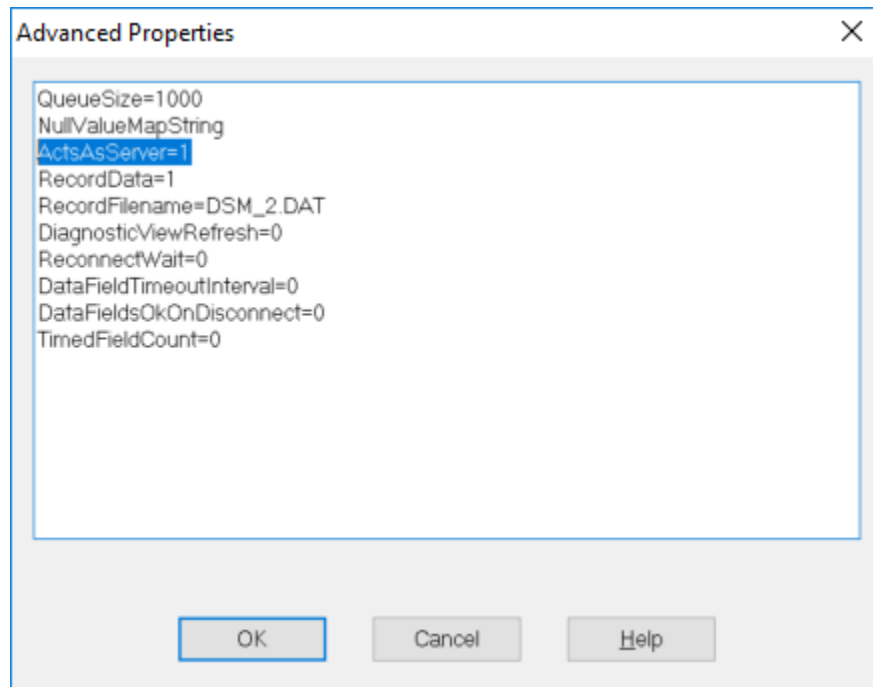 Advanced Properties
QueueSize=1000
NullValueMapString
ActsAsServer=1
RecordData=1
RecordFilename=DSM_2.DAT
DiagnosticViewRefresh=0
ReconnectWait=0
DataFieldTimeoutInterval=0
DataFieldsOkOnDisconnect=0
TimedFieldCount=0
OK Cancel Help